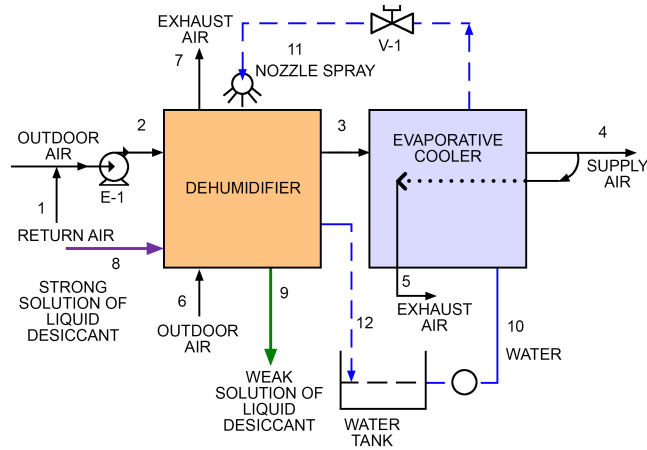 EXHAUST
AIR
7
11
NOZZLE SPRAY
V-1
OUTDOOR
AIR
2
E-1
1
RETURN AIR
8
STRONG
SOLUTION OF
LIQUID
DESICCANT
DEHUMIDIFIER
3
EVAPORATIVE
COOLER
4
SUPPLY
AIR
5
EXHAUST
AIR
6
OUTDOOR
AIR
9
WEAK
SOLUTION OF
LIQUID
DESICCANT
12
10
WATER
WATER
TANK